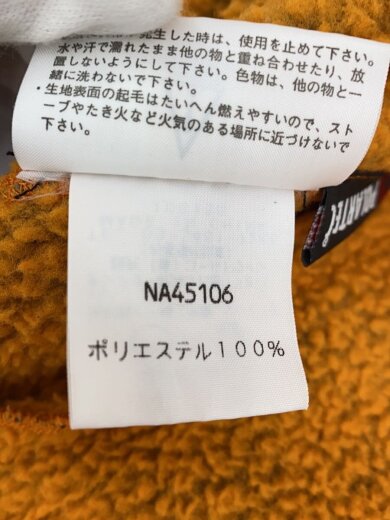 発生した時は、使用を止めて下さい。
水や汗で濡れたまま他の物と重ね合わせたり、放
置しないようにして下さい。色物は、他の物と一
緒に洗わないで下さい。
・生地表面の起毛はたいへん燃えやすいので、スト
ーブやたき火など火気のある場所に近づけないで
下さい。
POLARTEC
NA45106
ポリエステル100%